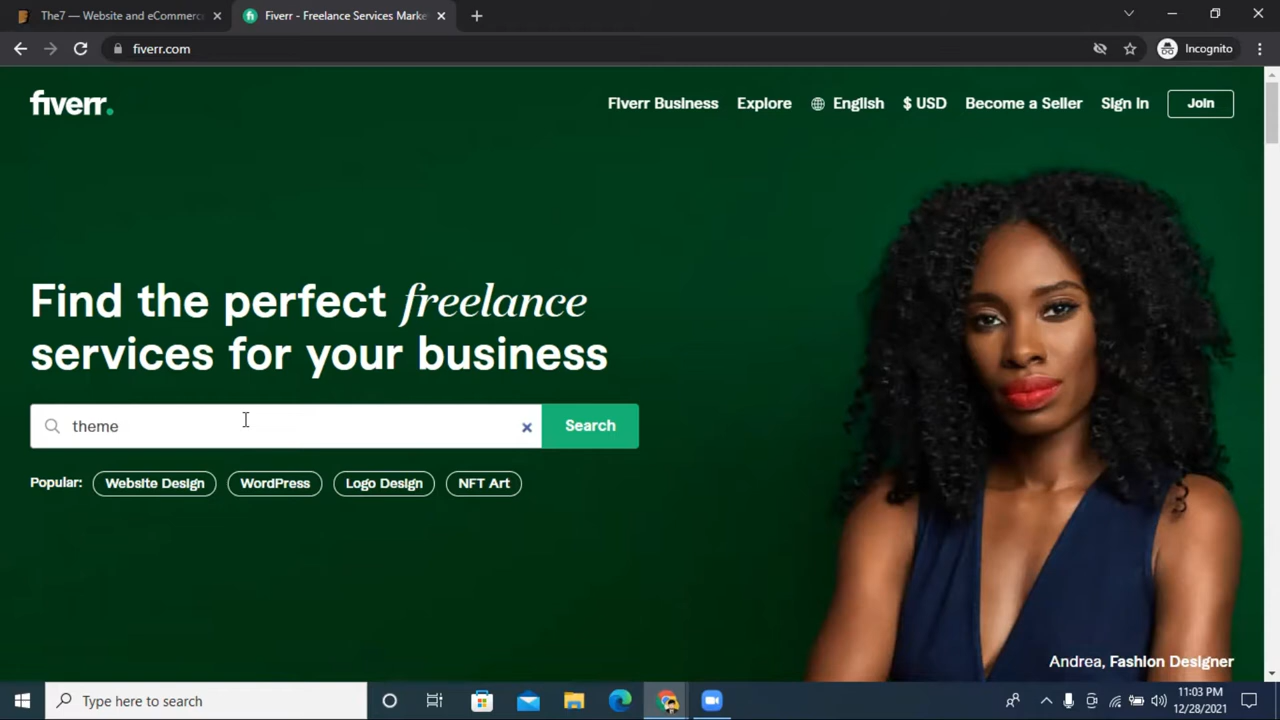 The7 — Website and eCommerc
Fiverr - Freelance Services Marke
fiverr.com
Incognito
fiverr.
Fiverr Business
Explore
English
$ USD
Become a Seller
Sign In
Join
Find the perfect freelance
services for your business
theme
Search
Popular:
Website Design
WordPress
Logo Design
NFT Art
Andrea, Fashion Designer
Type here to search
11:03 PM
12/28/2021